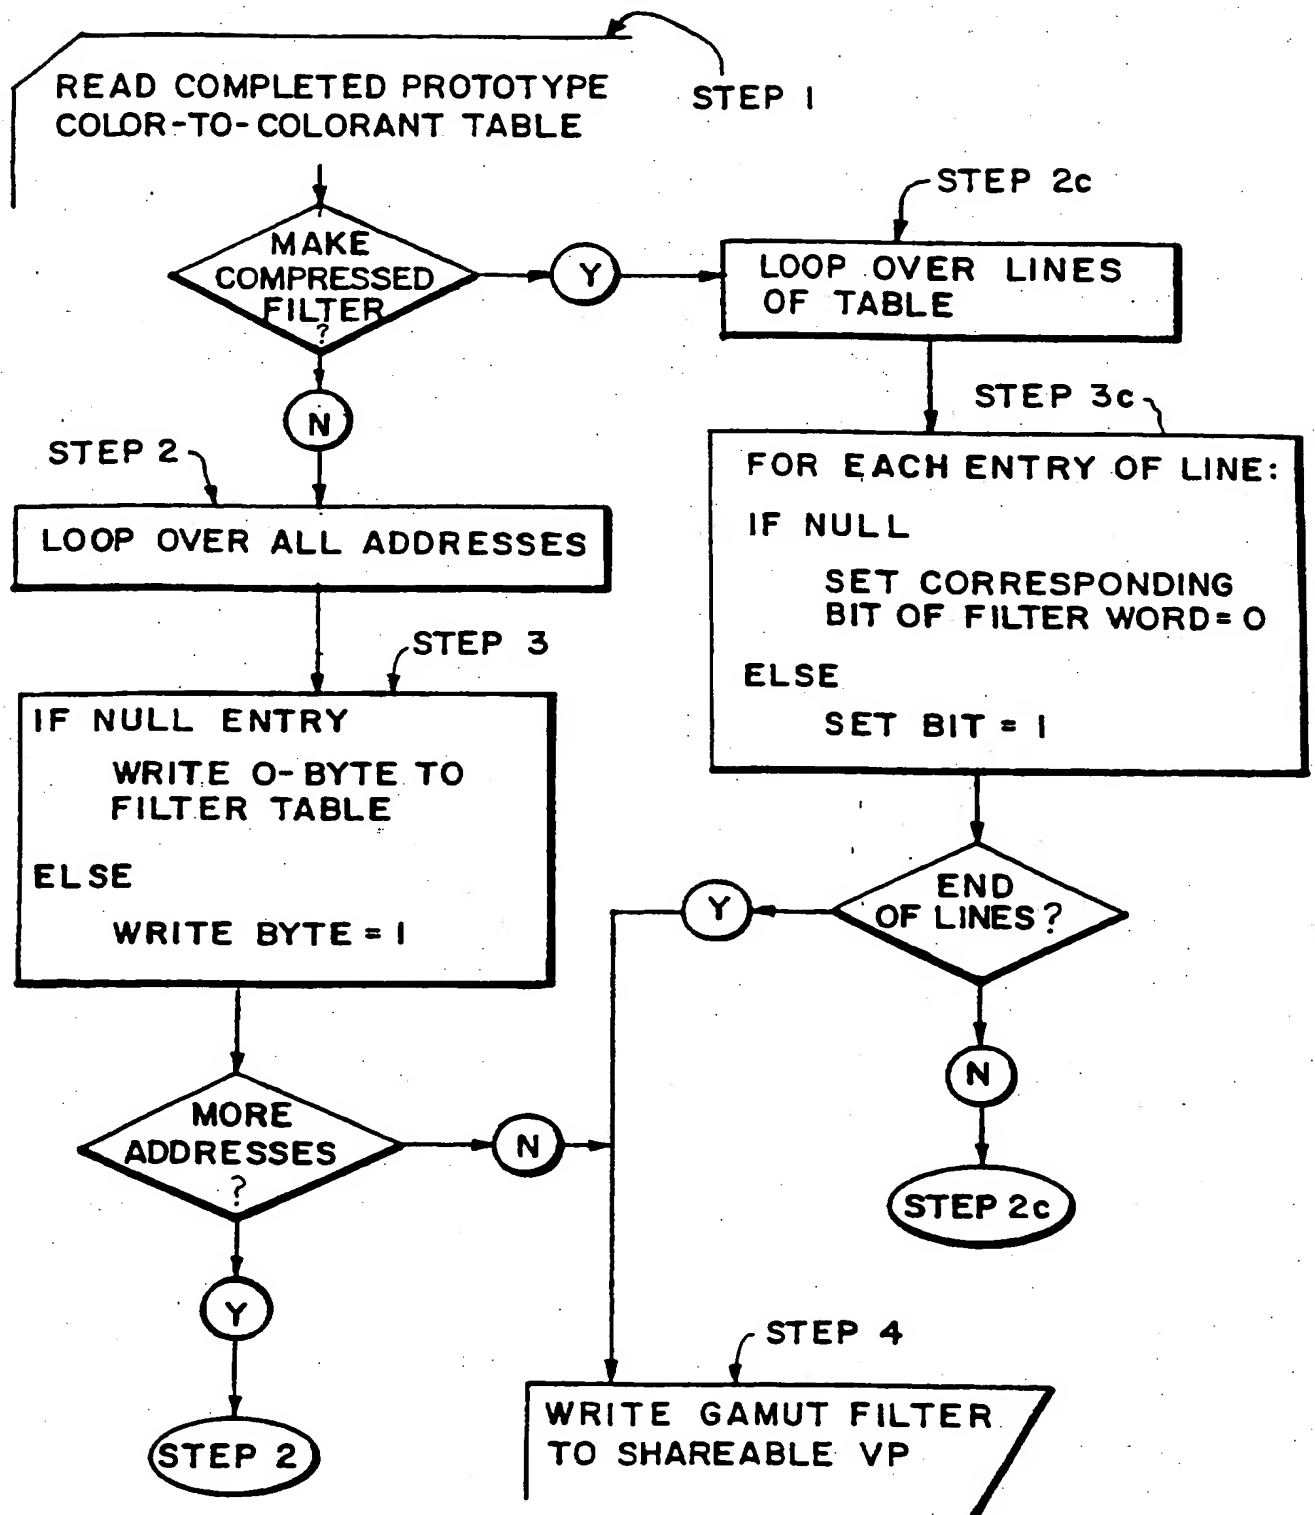 READ COMPLETED PROTOTYPE
COLOR-TO-COLORANT TABLE
STEP 1
MAKE
COMPRESSED
FILTER
?
Y
STEP 2c
LOOP OVER LINES
OF TABLE
N
STEP 2
LOOP OVER ALL ADDRESSES
STEP 3c
FOR EACH ENTRY OF LINE:
IF NULL
SET CORRESPONDING
BIT OF FILTER WORD=0
ELSE
SET BIT = 1
STEP 3
IF NULL ENTRY
WRITE 0-BYTE TO
FILTER TABLE
ELSE
WRITE BYTE = 1
END
OF LINES?
Y
N
STEP 2c
MORE
ADDRESSES
?
N
Y
STEP 2
STEP 4
WRITE GAMUT FILTER
TO SHAREABLE VP